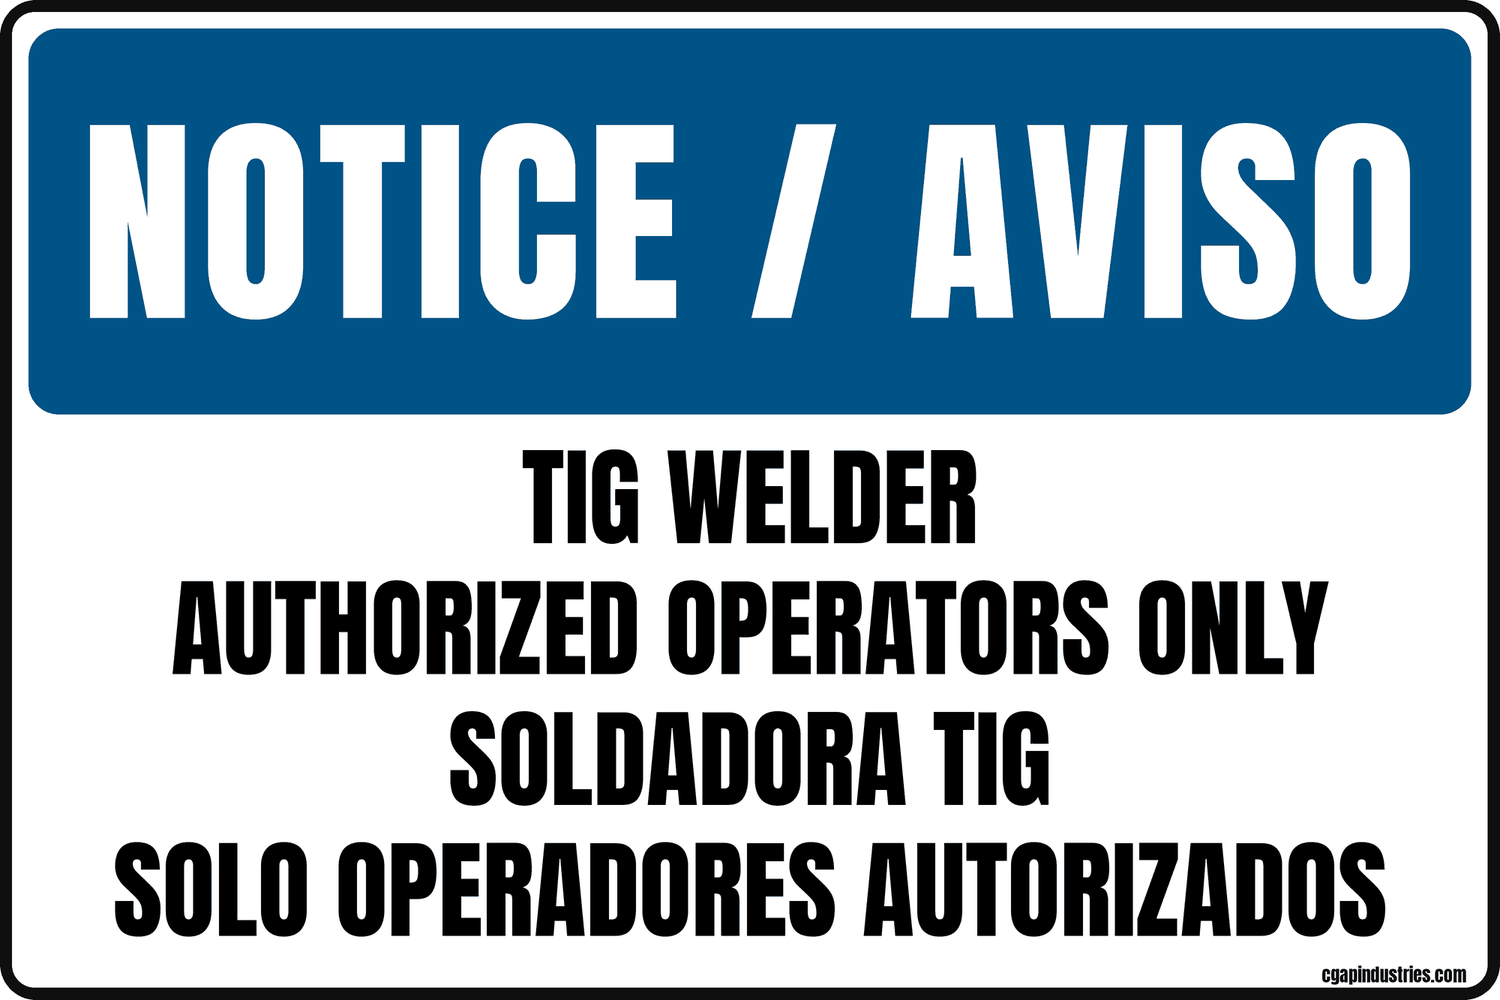 NOTICE / AVISO
TIG WELDER
AUTHORIZED OPERATORS ONLY
SOLDADORA TIG
SOLO OPERADORES AUTORIZADOS
cgapindustries.com